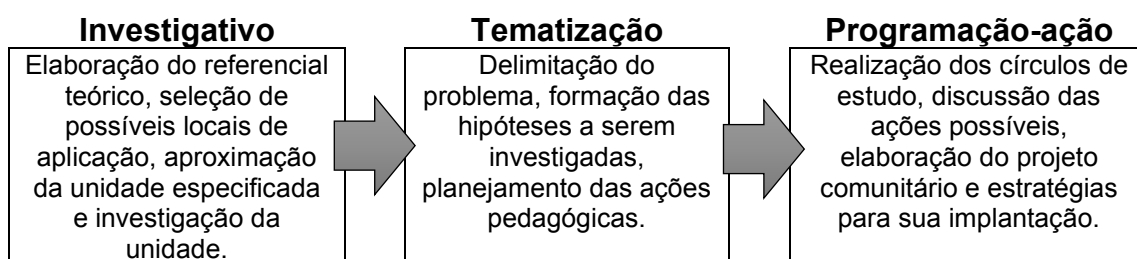 Investigativo
Elaboração do referencial
teórico, seleção de
possíveis locais de
aplicação, aproximação
da unidade especificada
e investigação da
unidade.
Tematização
Delimitação do
problema, formação das
hipóteses a serem
investigadas,
planejamento das ações
pedagógicas.
Programação-ação
Realização dos círculos de
estudo, discussão das
ações possíveis,
elaboração do projeto
comunitário e estratégias
para sua implantação.